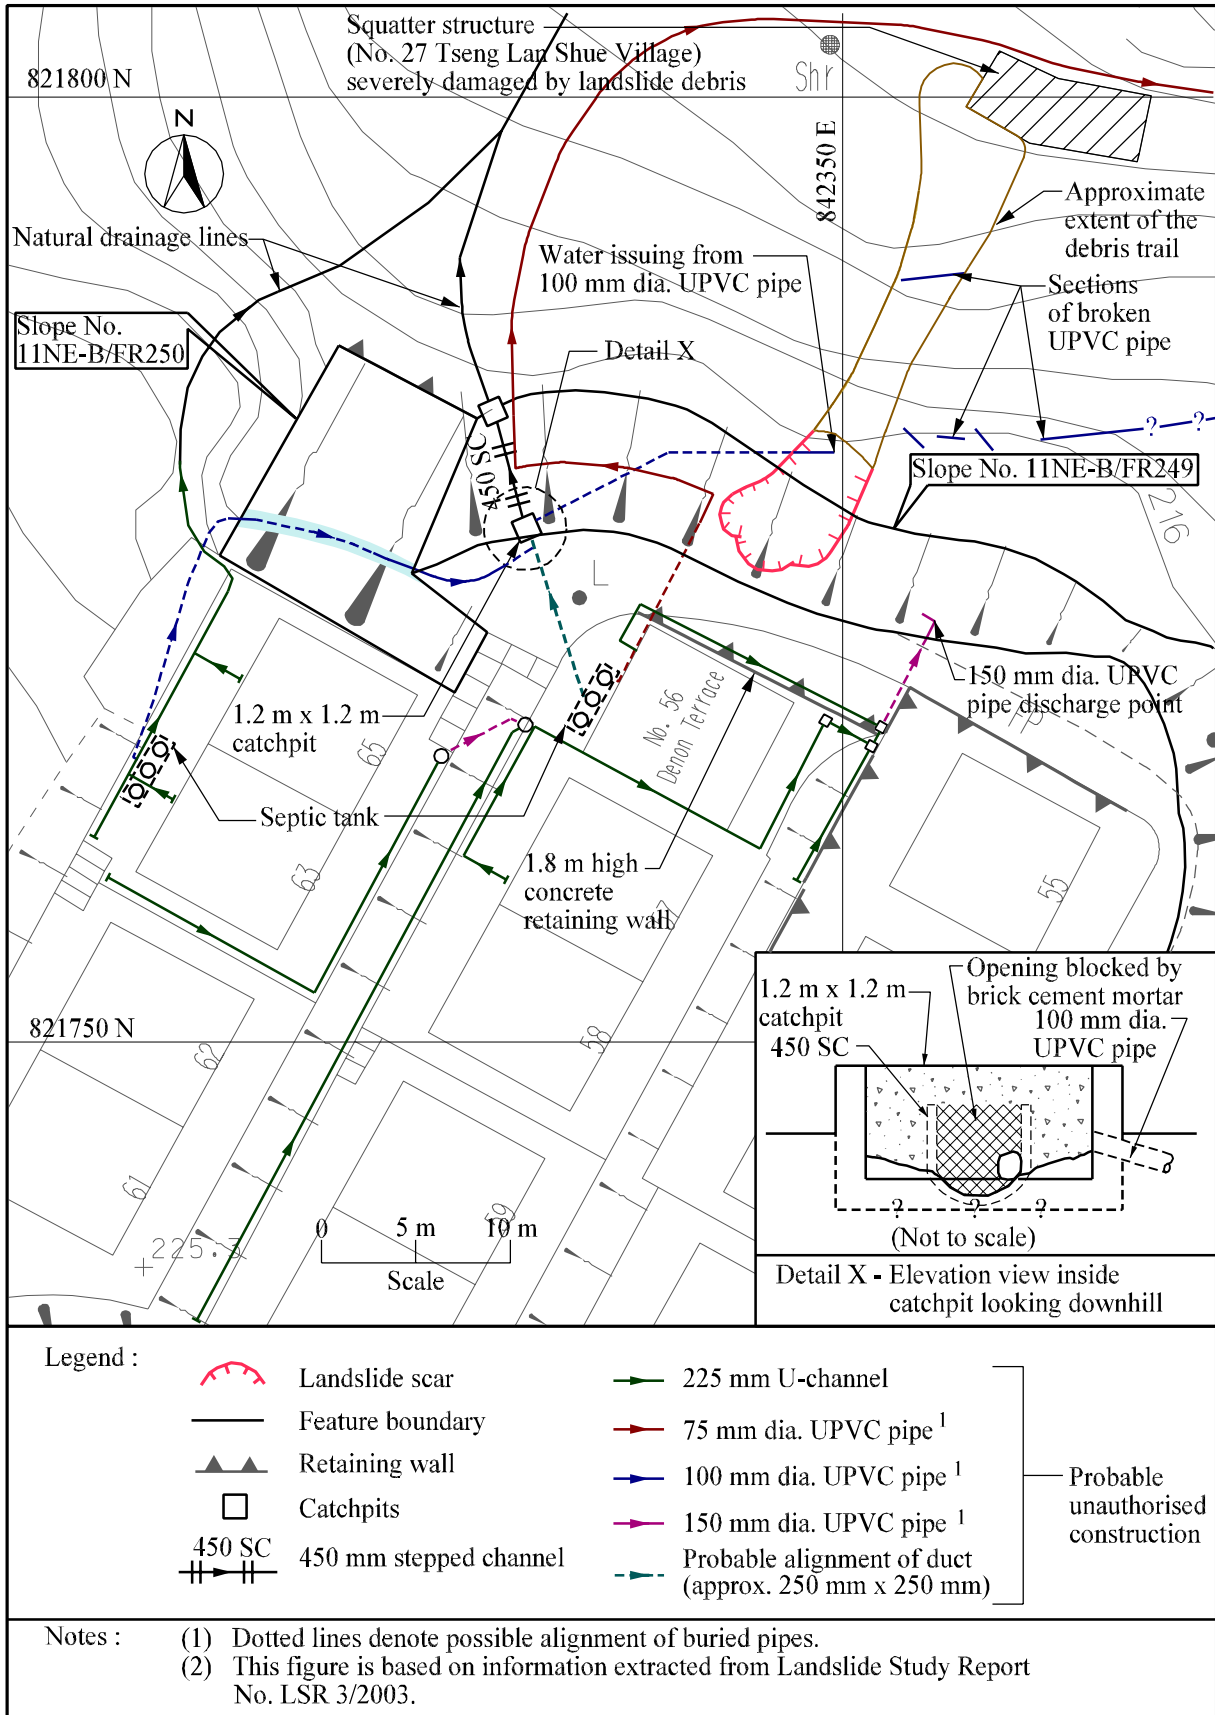 Squatter structure
(No. 27 Tseng Lan Shue Village)
severely damaged by landslide debris
821800 N
Shr
N
842350 E
Approximate
extent of the
debris trail
Natural drainage lines
Water issuing from
100 mm dia. UPVC pipe
Sections
of broken
UPVC pipe
Slope No.
11NE-B/FR250
Detail X
? ?
450 SC
Slope No. 11NE-B/FR249
216
L
150 mm dia. UPVC
pipe discharge point
TP
No. 56
Denon Terrace
1.2 m x 1.2 m
catchpit
65
Septic tank
1.8 m high
concrete
retaining wall
63
57
55
821750 N
62
58
61
59
225.3
0 5 m 10 m
Scale
Opening blocked by
brick cement mortar
1.2 m x 1.2 m
catchpit
100 mm dia.
UPVC pipe
450 SC
? ? ?
(Not to scale)
Detail X - Elevation view inside
catchpit looking downhill
Legend :
Landslide scar
Feature boundary
Retaining wall
Catchpits
450 SC
450 mm stepped channel
225 mm U-channel
75 mm dia. UPVC pipe 1
100 mm dia. UPVC pipe 1
150 mm dia. UPVC pipe 1
Probable alignment of duct
(approx. 250 mm x 250 mm)
Probable
unauthorised
construction
Notes :
(1) Dotted lines denote possible alignment of buried pipes.
(2) This figure is based on information extracted from Landslide Study Report
No. LSR 3/2003.